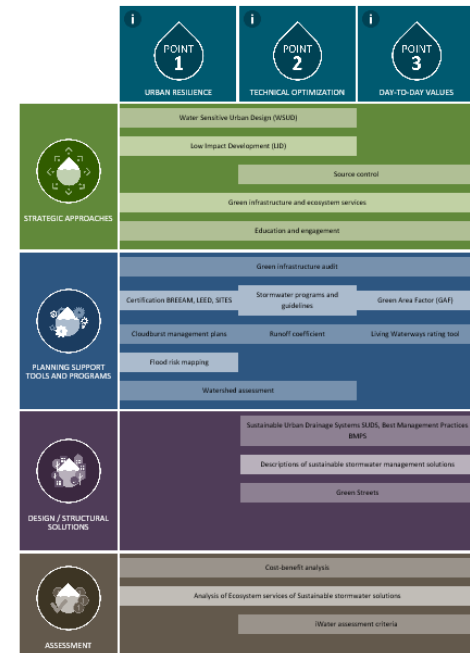 i
i
i
POINT
1
POINT
2
POINT
3
URBAN RESILIENCE
TECHNICAL OPTIMIZATION
DAY-TO-DAY VALUES
STRATEGIC APPROACHES
Water Sensitive Urban Design (WSUD)
Low Impact Development (LID)
Source control
Green infrastructure and ecosystem services
Education and engagement
PLANNING SUPPORT
TOOLS AND PROGRAMS
Green infrastructure audit
Certification BREEAM, LEED, SITES
Stormwater programs and
guidelines
Green Area Factor (GAF)
Cloudburst management plans
Runoff coefficient
Living Waterways rating tool
Flood risk mapping
Watershed assessment
DESIGN / STRUCTURAL
SOLUTIONS
Sustainable Urban Drainage Systems SUDS, Best Management Practices
BMPS
Descriptions of sustainable stormwater management solutions
Green Streets
ASSESSMENT
Cost-benefit analysis
Analysis of Ecosystem services of Sustainable stormwater solutions
iWater assessment criteria